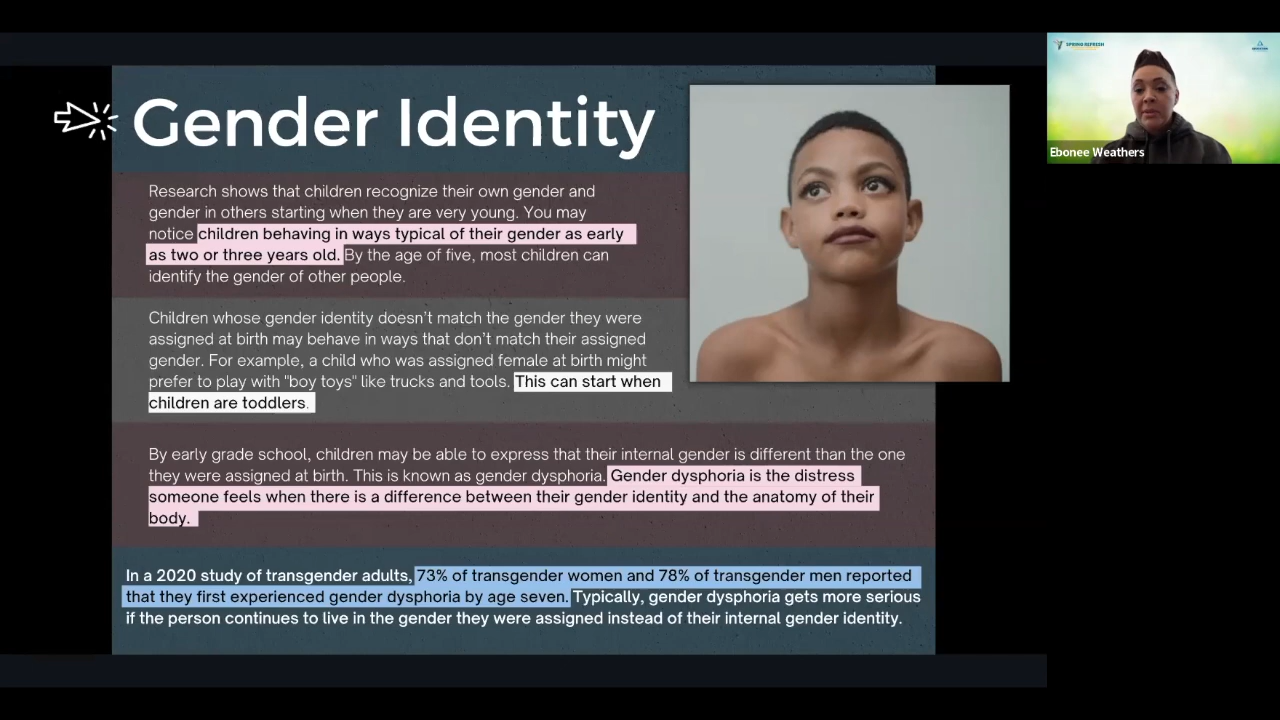 Gender Identity
Research shows that children recognize their own gender and
gender in others starting when they are very young. You may
notice children behaving in ways typical of their gender as early
as two or three years old. By the age of five, most children can
identify the gender of other people.
Children whose gender identity doesn't match the gender they were
assigned at birth may behave in ways that don't match their assigned
gender. For example, a child who was assigned female at birth might
prefer to play with "boy toys" like trucks and tools. This can start when
children are toddlers.
By early grade school, children may be able to express that their internal gender is different than the one
they were assigned at birth. This is known as gender dysphoria. Gender dysphoria is the distress
someone feels when there is a difference between their gender identity and the anatomy of their
body.
In a 2020 study of transgender adults, 73% of transgender women and 78% of transgender men reported
that they first experienced gender dysphoria by age seven. Typically, gender dysphoria gets more serious
if the person continues to live in the gender they were assigned instead of their internal gender identity.
SPRING REFRESH
Ebonee Weathers